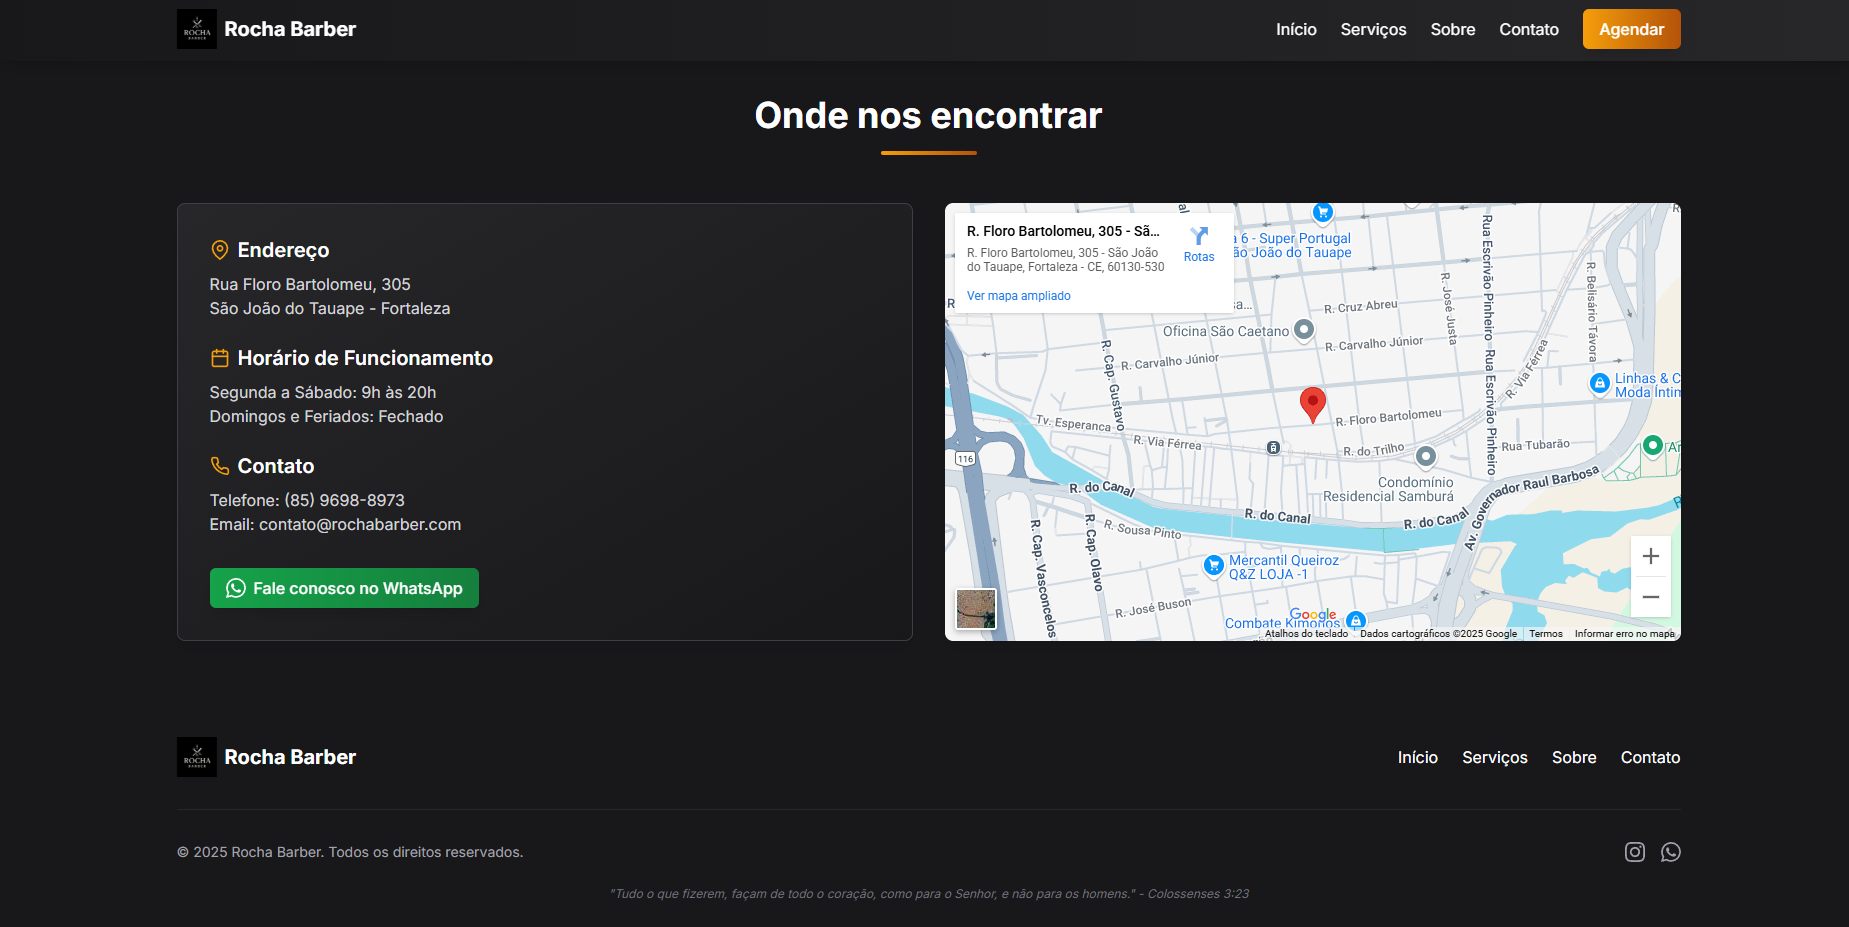 ROCHA
BARBER
Rocha Barber
Início
Serviços
Sobre
Contato
Agendar
Onde nos encontrar
Endereço
Rua Floro Bartolomeu, 305
São João do Tauape - Fortaleza
Horário de Funcionamento
Segunda a Sábado: 9h às 20h
Domingos e Feriados: Fechado
Contato
Telefone: (85) 9698-8973
Email: contato@rochabarber.com
Fale conosco no WhatsApp
R. Floro Bartolomeu, 305 - Sã...
R. Floro Bartolomeu, 305 - São João
do Tauape, Fortaleza - CE, 60130-530
Rotas
Ver mapa ampliado
6 - Super Portugal
João do Tauape
R. Cruz Abreu
Oficina São Caetano
R. Carvalho Júnior
R. Carvalho Júnior
R. José Justa
Rua Escrivão Pinheiro
Rua Escrivão Pinheiro
R. Belisário Távora
R. Via Férrea
Linhas & C
Moda Íntin
R. Cap. Gustavo
Tv. Esperanca
R. Via Férrea
R. Floro Bartolomeu
R. do Trilho
Rua Tubarão
116
Condomínio
Residencial Samburá
Av. Governador Raul Barbosa
R. do Canal
R. do Canal
R. do Canal
R. Sousa Pinto
R. Cap. Vasconcelos
R. Cap. Olavo
Mercantil Queiroz
Q&Z LOJA -1
R. José Buson
Google
Combate Kimonos
Atalhos do teclado
Dados cartográficos ©2025 Google
Termos
Informar erro no mapa
ROCHA
BARBER
Rocha Barber
Início
Serviços
Sobre
Contato
© 2025 Rocha Barber. Todos os direitos reservados.
"Tudo o que fizerem, façam de todo o coração, como para o Senhor, e não para os homens." - Colossenses 3:23